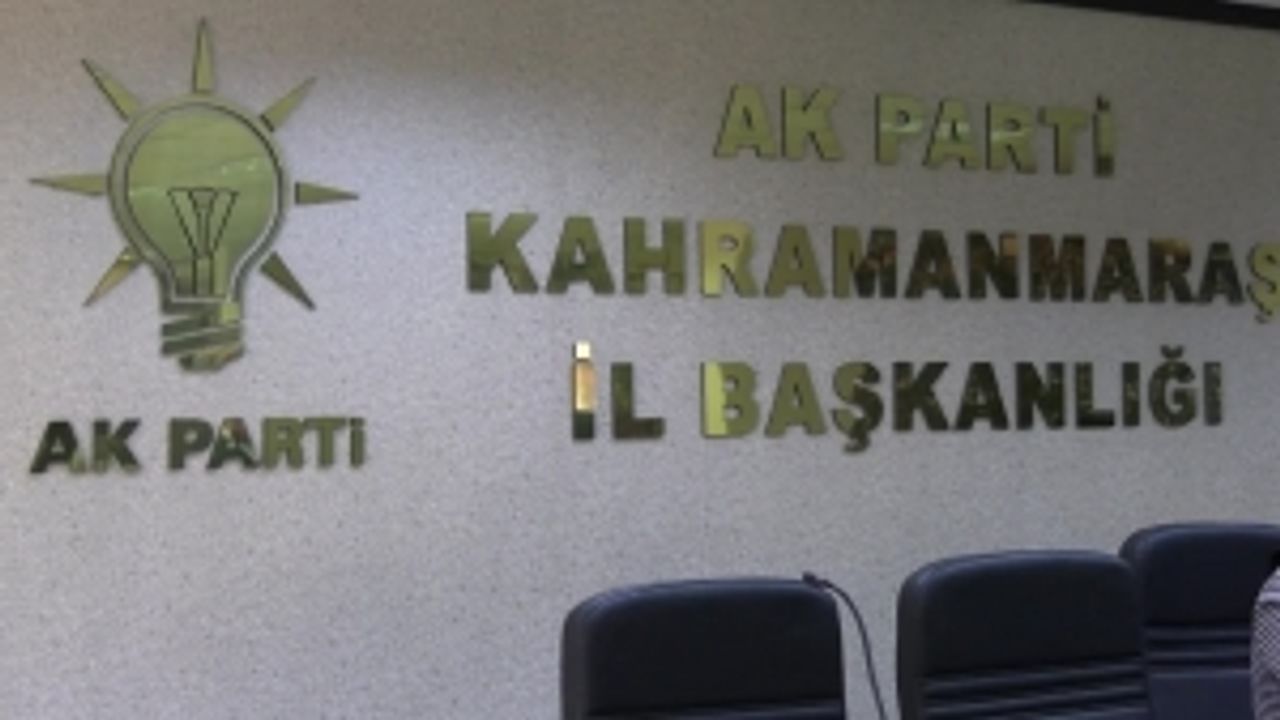 AK PARTİ
KAHRAMANMARAŞ
İL BAŞKANLIĞI
AK PARTİ